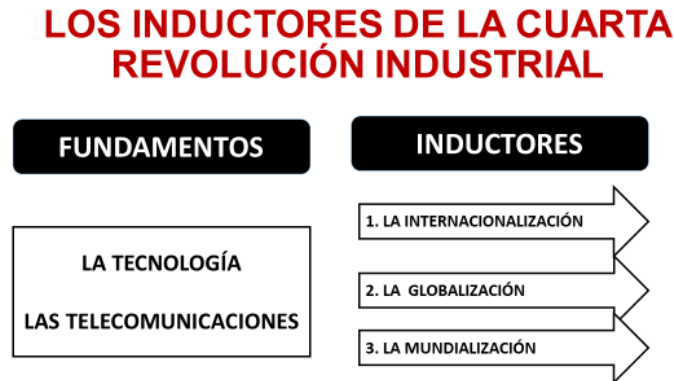 LOS INDUCTORES DE LA CUARTA
REVOLUCIÓN INDUSTRIAL
FUNDAMENTOS
LA TECNOLOGÍA
LAS TELECOMUNICACIONES
INDUCTORES
1. LA INTERNACIONALIZACIÓN
2. LA GLOBALIZACIÓN
3. LA MUNDIALIZACIÓN